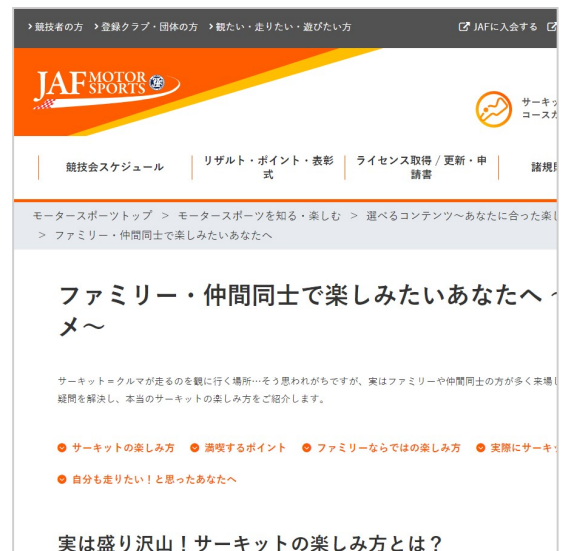 競技者の方 登録クラブ・団体の方 観たい・走りたい・遊びたい方 JAFに入会する
JAF MOTOR SPORTS
サーキッ
コースガ
競技会スケジュール
リザルト・ポイント・表彰式
ライセンス取得 / 更新・申請書
諸規則
モータースポーツトップ > モータースポーツを知る・楽しむ > 選べるコンテンツ～あなたに合った楽し
> ファミリー・仲間同士で楽しみたいあなたへ
ファミリー・仲間同士で楽しみたいあなたへ ～
メ～
サーキット＝クルマが走るのを観に行く場所…そう思われがちですが、実はファミリーや仲間同士の方が多く来場し
疑問を解決し、本当のサーキットの楽しみ方をご紹介します。
サーキットの楽しみ方 満喫するポイント ファミリーならではの楽しみ方 実際にサーキッ
自分も走りたい！と思ったあなたへ
実は盛り沢山！サーキットの楽しみ方とは？